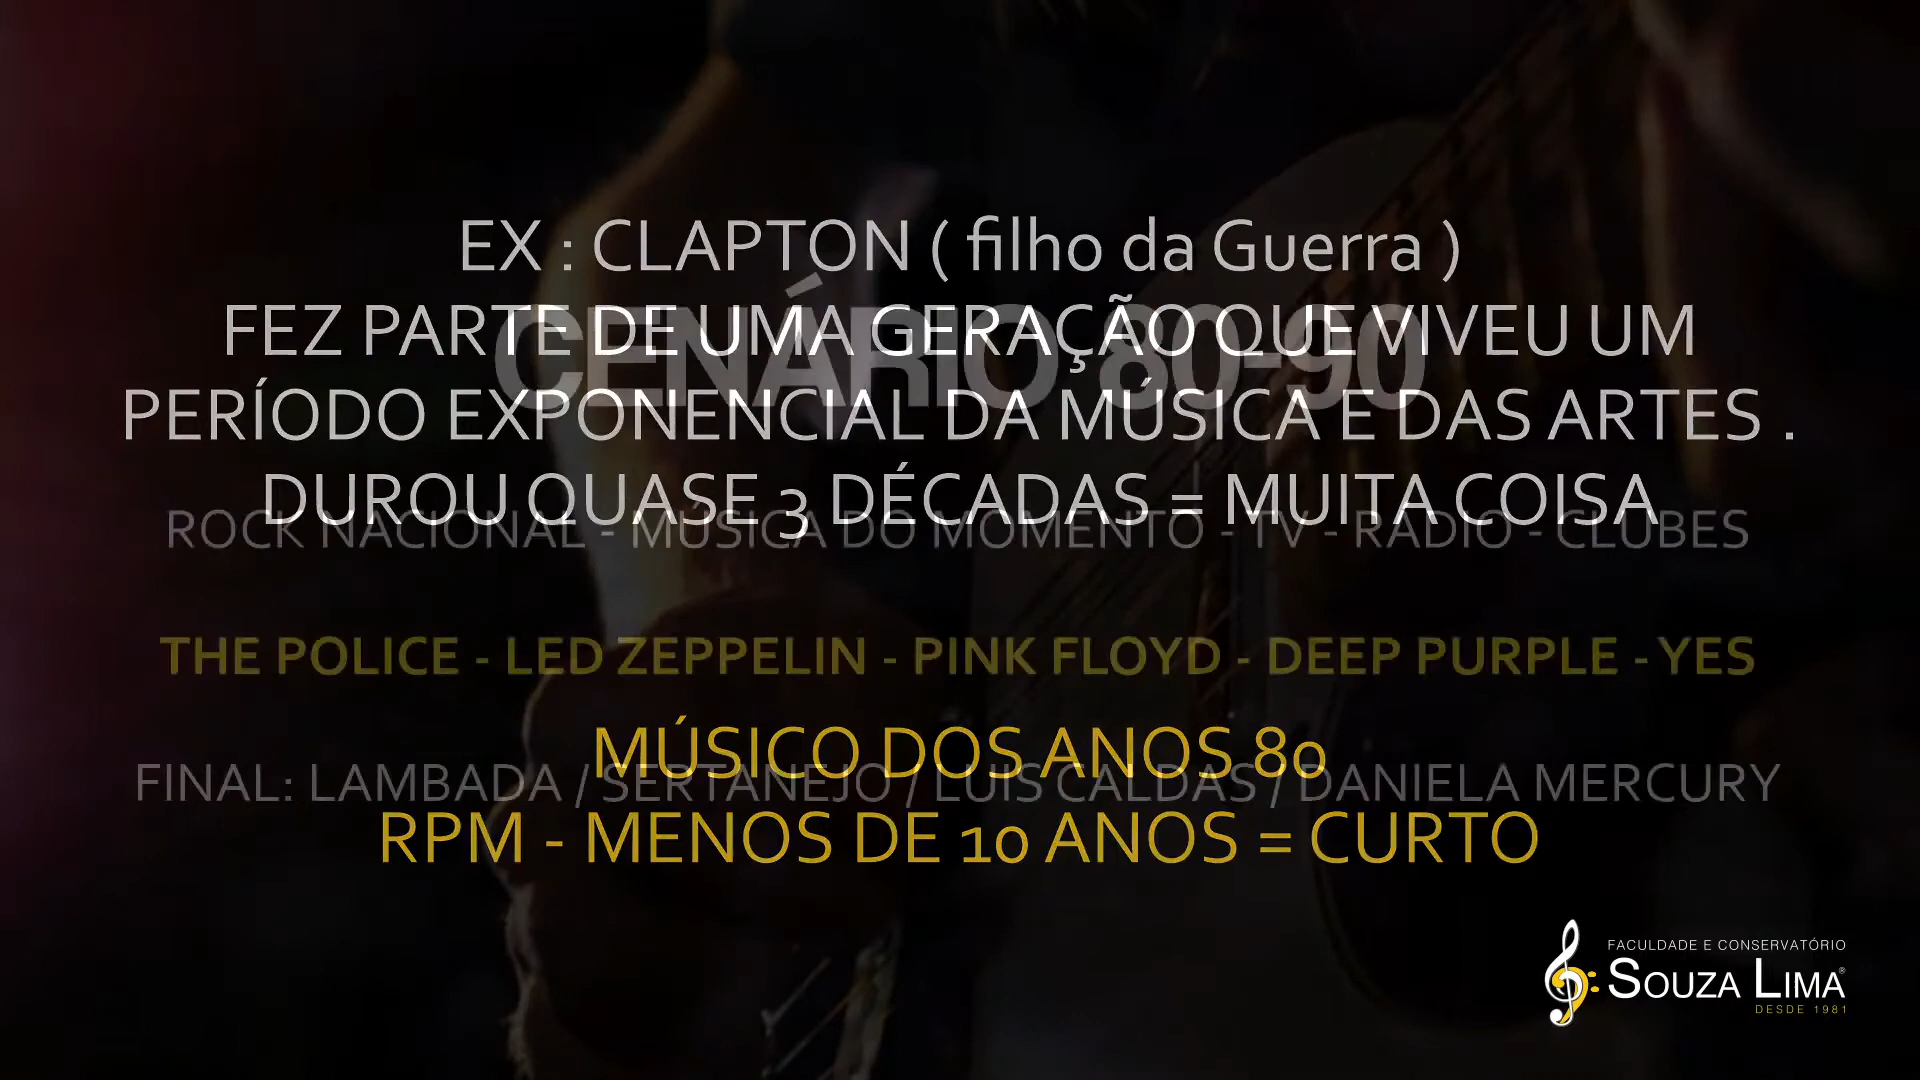 EX : CLAPTON ( filho da Guerra )
FEZ PARTE DE UMA GERAÇÃO QUE VIVEU UM
PERÍODO EXPONENCIAL DA MÚSICA E DAS ARTES .
DUROU QUASE 3 DÉCADAS = MUITA COISA
CENÁRIO 80-90
ROCK NACIONAL - MÚSICA DO MOMENTO - TV - RÁDIO - CLUBES
THE POLICE - LED ZEPPELIN - PINK FLOYD - DEEP PURPLE - YES
MÚSICO DOS ANOS 80
FINAL: LAMBADA / SERTANEJO / LUIS CALDAS / DANIELA MERCURY
RPM - MENOS DE 10 ANOS = CURTO
FACULDADE E CONSERVATÓRIO
SOUZA LIMA®
DESDE 1981